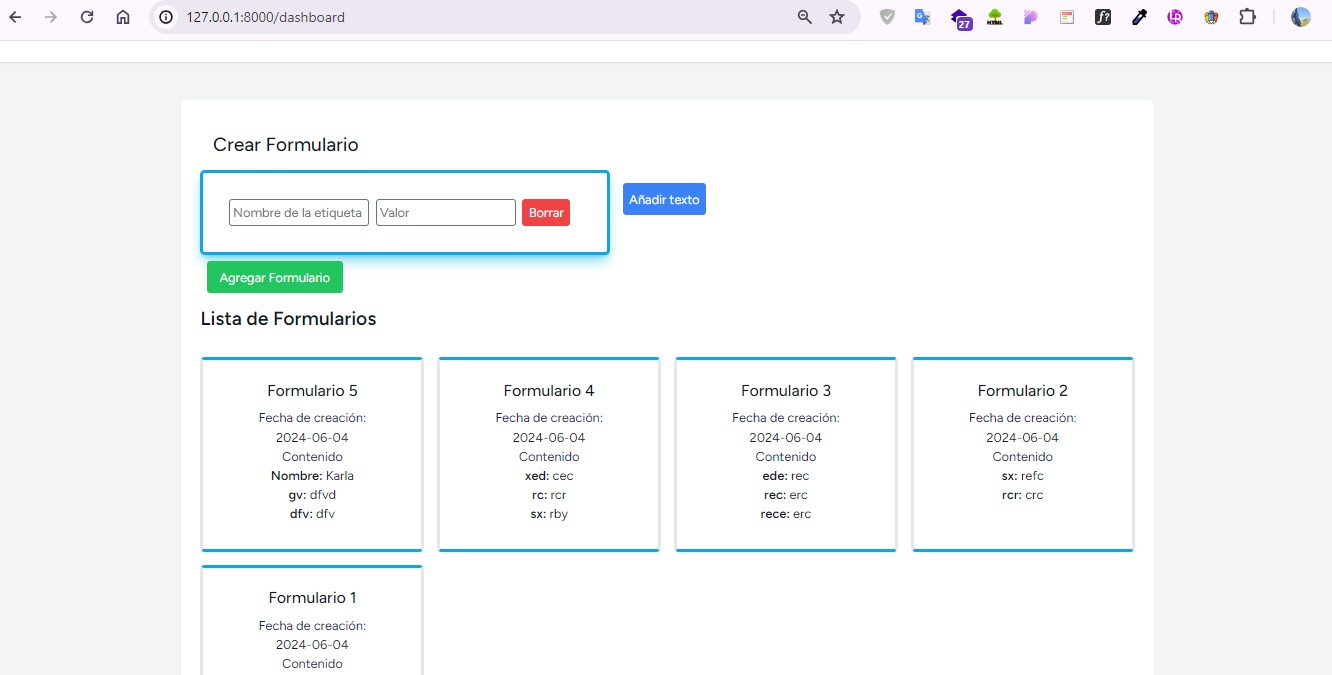 127.0.0.1:8000/dashboard
27
HTML
f?
LR
Crear Formulario
Nombre de la etiqueta Valor Borrar Añadir texto
Agregar Formulario
Lista de Formularios
Formulario 5
Fecha de creación:
2024-06-04
Contenido
Nombre: Karla
gv: dfvd
dfv: dfv
Formulario 4
Fecha de creación:
2024-06-04
Contenido
xed: cec
rc: rcr
sx: rby
Formulario 3
Fecha de creación:
2024-06-04
Contenido
ede: rec
rec: erc
rece: erc
Formulario 2
Fecha de creación:
2024-06-04
Contenido
sx: refc
rcr: crc
Formulario 1
Fecha de creación:
2024-06-04
Contenido